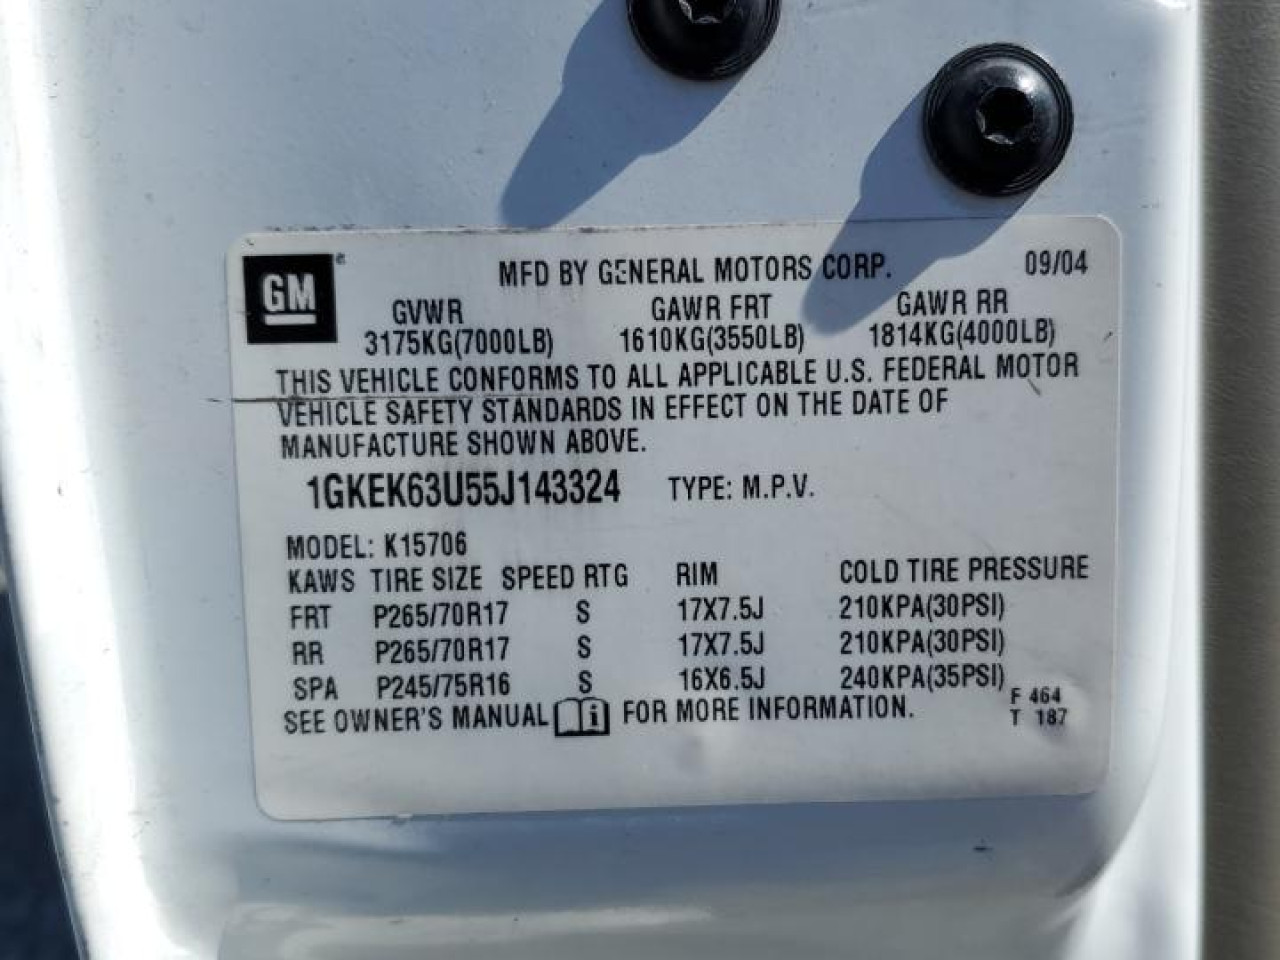 GM ®
MFD BY GENERAL MOTORS CORP. 09/04
GVWR GAWR FRT GAWR RR
3175KG(7000LB) 1610KG(3550LB) 1814KG(4000LB)
THIS VEHICLE CONFORMS TO ALL APPLICABLE U.S. FEDERAL MOTOR
VEHICLE SAFETY STANDARDS IN EFFECT ON THE DATE OF
MANUFACTURE SHOWN ABOVE.
1GKEK63U55J143324 TYPE: M.P.V.
MODEL: K15706
KAWS TIRE SIZE SPEED RTG RIM COLD TIRE PRESSURE
FRT P265/70R17 S 17X7.5J 210KPA(30PSI)
RR P265/70R17 S 17X7.5J 210KPA(30PSI)
SPA P245/75R16 S 16X6.5J 240KPA(35PSI)
SEE OWNER'S MANUAL i FOR MORE INFORMATION.
F 464
T 187